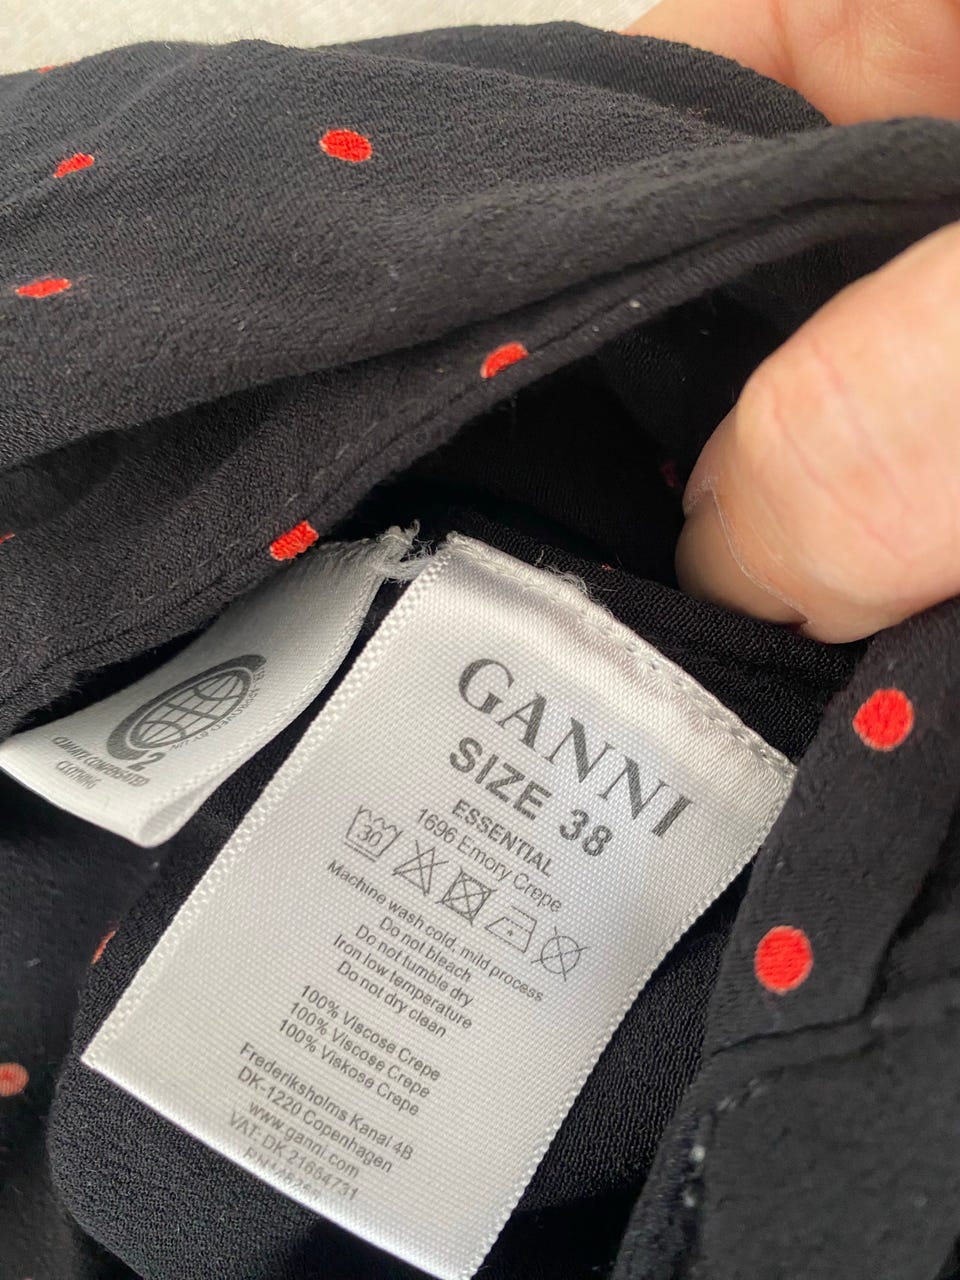 GANNI
SIZE 38
ESSENTIAL
1696 Emory Crepe
30
Machine wash cold, mild process
Do not bleach
Do not tumble dry
Iron low temperature
Do not dry clean
100% Viscose Crepe
100% Viscose Crepe
100% Viskose Crepe
Frederiksholms Kanal 4B
DK-1220 Copenhagen
www.ganni.com
VAT: DK 21654731
CLIMATE COMPENSATED
CLOTHING